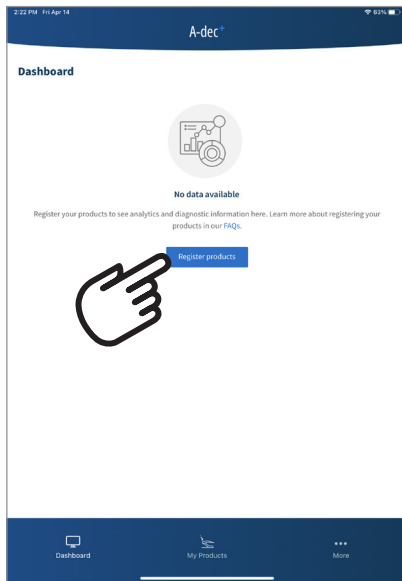 2:22 PM Fri Apr 14
63%
A-dec+
Dashboard
No data available
Register your products to see analytics and diagnostic information here. Learn more about registering your
products in our FAQs.
Register products
Dashboard
My Products
More